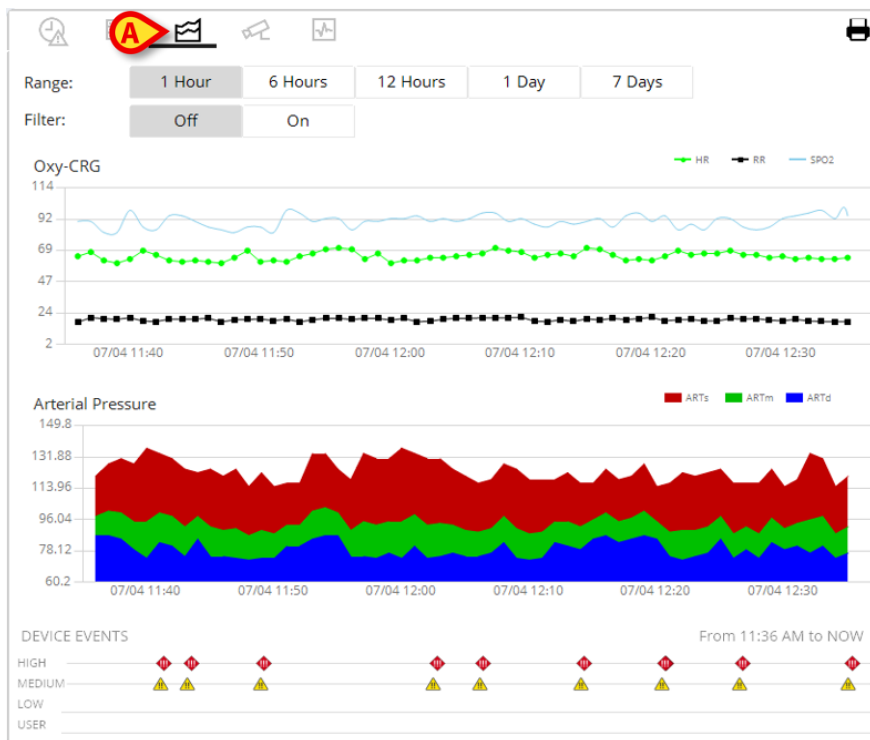 A
Range: 1 Hour 6 Hours 12 Hours 1 Day 7 Days
Filter: Off On
Oxy-CRG HR RR SPO2
114
92
69
47
24
2
07/04 11:40 07/04 11:50 07/04 12:00 07/04 12:10 07/04 12:20 07/04 12:30
Arterial Pressure ARTs ARTm ARTd
149.8
131.88
113.96
96.04
78.12
60.2
07/04 11:40 07/04 11:50 07/04 12:00 07/04 12:10 07/04 12:20 07/04 12:30
DEVICE EVENTS From 11:36 AM to NOW
HIGH
MEDIUM
LOW
USER